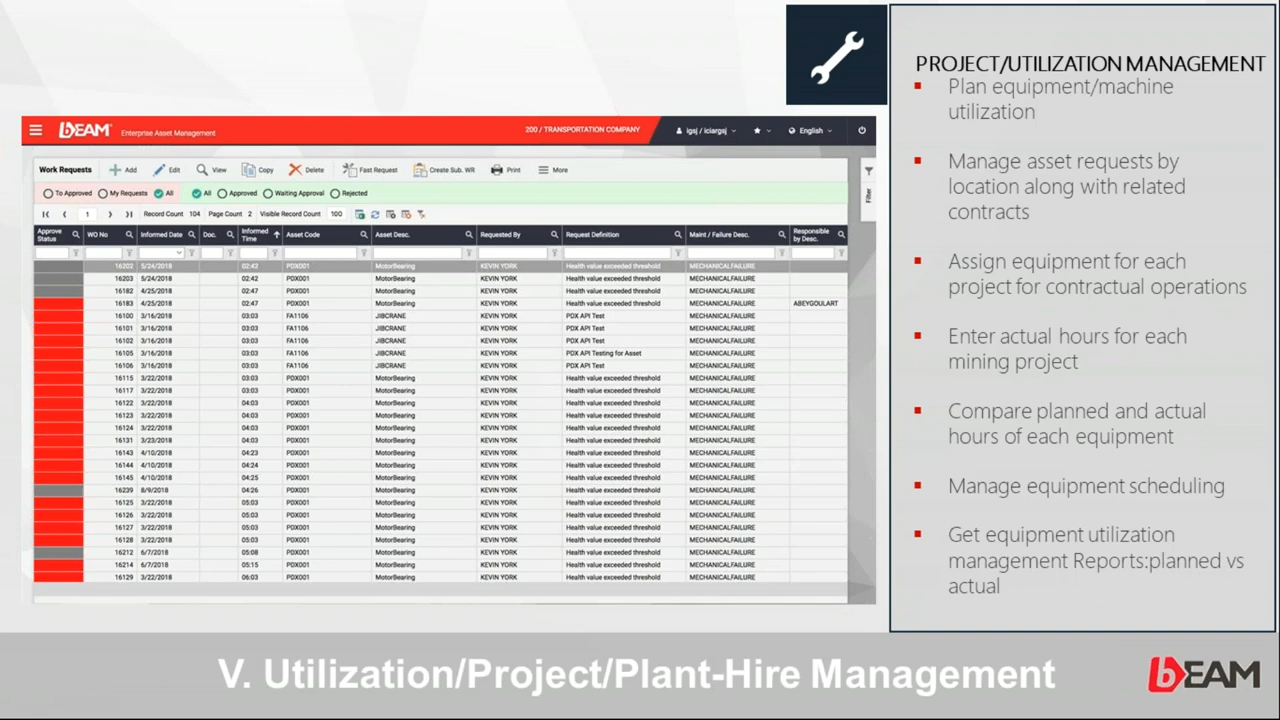 PROJECT/UTILIZATION MANAGEMENT
Plan equipment/machine
utilization
Manage asset requests by
location along with related
contracts
Assign equipment for each
project for contractual operations
Enter actual hours for each
mining project
Compare planned and actual
hours of each equipment
Manage equipment scheduling
Get equipment utilization
management Reports:planned vs
actual
bEAM Enterprise Asset Management 200 / TRANSPORTATION COMPANY igsj / iciargsj English
Work Requests Add Edit View Copy Delete Fast Request Create Sub. WR Print More
To Approved My Requests All All Approved Waiting Approval Rejected
1 Record Count 104 Page Count 2 Visible Record Count 100
Filter
Approve Status WO No Informed Date Doc. Informed Time Asset Code Asset Desc. Requested By Request Definition Maint / Failure Desc. Responsible by Desc.
16202 5/24/2018 02:42 PDX001 MotorBearing KEVIN YORK Health value exceeded threshold MECHANICALFAILURE
16203 5/24/2018 02:42 PDX001 MotorBearing KEVIN YORK Health value exceeded threshold MECHANICALFAILURE
16182 4/25/2018 02:47 PDX001 MotorBearing KEVIN YORK Health value exceeded threshold MECHANICALFAILURE
16183 4/25/2018 02:47 PDX001 MotorBearing KEVIN YORK Health value exceeded threshold MECHANICALFAILURE ABEYGOULART
16100 3/16/2018 03:03 FA1106 JIBCRANE KEVIN YORK PDX API Test MECHANICALFAILURE
16101 3/16/2018 03:03 FA1106 JIBCRANE KEVIN YORK PDX API Test MECHANICALFAILURE
16102 3/16/2018 03:03 FA1106 JIBCRANE KEVIN YORK PDX API Test MECHANICALFAILURE
16105 3/16/2018 03:03 FA1106 JIBCRANE KEVIN YORK PDX API Testing for Asset MECHANICALFAILURE
16106 3/16/2018 03:03 FA1106 JIBCRANE KEVIN YORK PDX API Test MECHANICALFAILURE
16115 3/22/2018 03:03 PDX001 MotorBearing KEVIN YORK Health value exceeded threshold MECHANICALFAILURE
16117 3/22/2018 03:03 PDX001 MotorBearing KEVIN YORK Health value exceeded threshold MECHANICALFAILURE
16122 3/22/2018 04:03 PDX001 MotorBearing KEVIN YORK Health value exceeded threshold MECHANICALFAILURE
16123 3/22/2018 04:03 PDX001 MotorBearing KEVIN YORK Health value exceeded threshold MECHANICALFAILURE
16124 3/22/2018 04:03 PDX001 MotorBearing KEVIN YORK Health value exceeded threshold MECHANICALFAILURE
16131 3/23/2018 04:03 PDX001 MotorBearing KEVIN YORK Health value exceeded threshold MECHANICALFAILURE
16143 4/10/2018 04:23 PDX001 MotorBearing KEVIN YORK Health value exceeded threshold MECHANICALFAILURE
16144 4/10/2018 04:24 PDX001 MotorBearing KEVIN YORK Health value exceeded threshold MECHANICALFAILURE
16145 4/10/2018 04:25 PDX001 MotorBearing KEVIN YORK Health value exceeded threshold MECHANICALFAILURE
16239 8/9/2018 04:26 PDX001 MotorBearing KEVIN YORK Health value exceeded threshold MECHANICALFAILURE
16125 3/22/2018 05:03 PDX001 MotorBearing KEVIN YORK Health value exceeded threshold MECHANICALFAILURE
16126 3/22/2018 05:03 PDX001 MotorBearing KEVIN YORK Health value exceeded threshold MECHANICALFAILURE
16127 3/22/2018 05:03 PDX001 MotorBearing KEVIN YORK Health value exceeded threshold MECHANICALFAILURE
16128 3/22/2018 05:03 PDX001 MotorBearing KEVIN YORK Health value exceeded threshold MECHANICALFAILURE
16212 6/7/2018 05:08 PDX001 MotorBearing KEVIN YORK Health value exceeded threshold MECHANICALFAILURE
16214 6/7/2018 05:15 PDX001 MotorBearing KEVIN YORK Health value exceeded threshold MECHANICALFAILURE
16129 3/22/2018 06:03 PDX001 MotorBearing KEVIN YORK Health value exceeded threshold MECHANICALFAILURE
V. Utilization/Project/Plant-Hire Management
bEAM